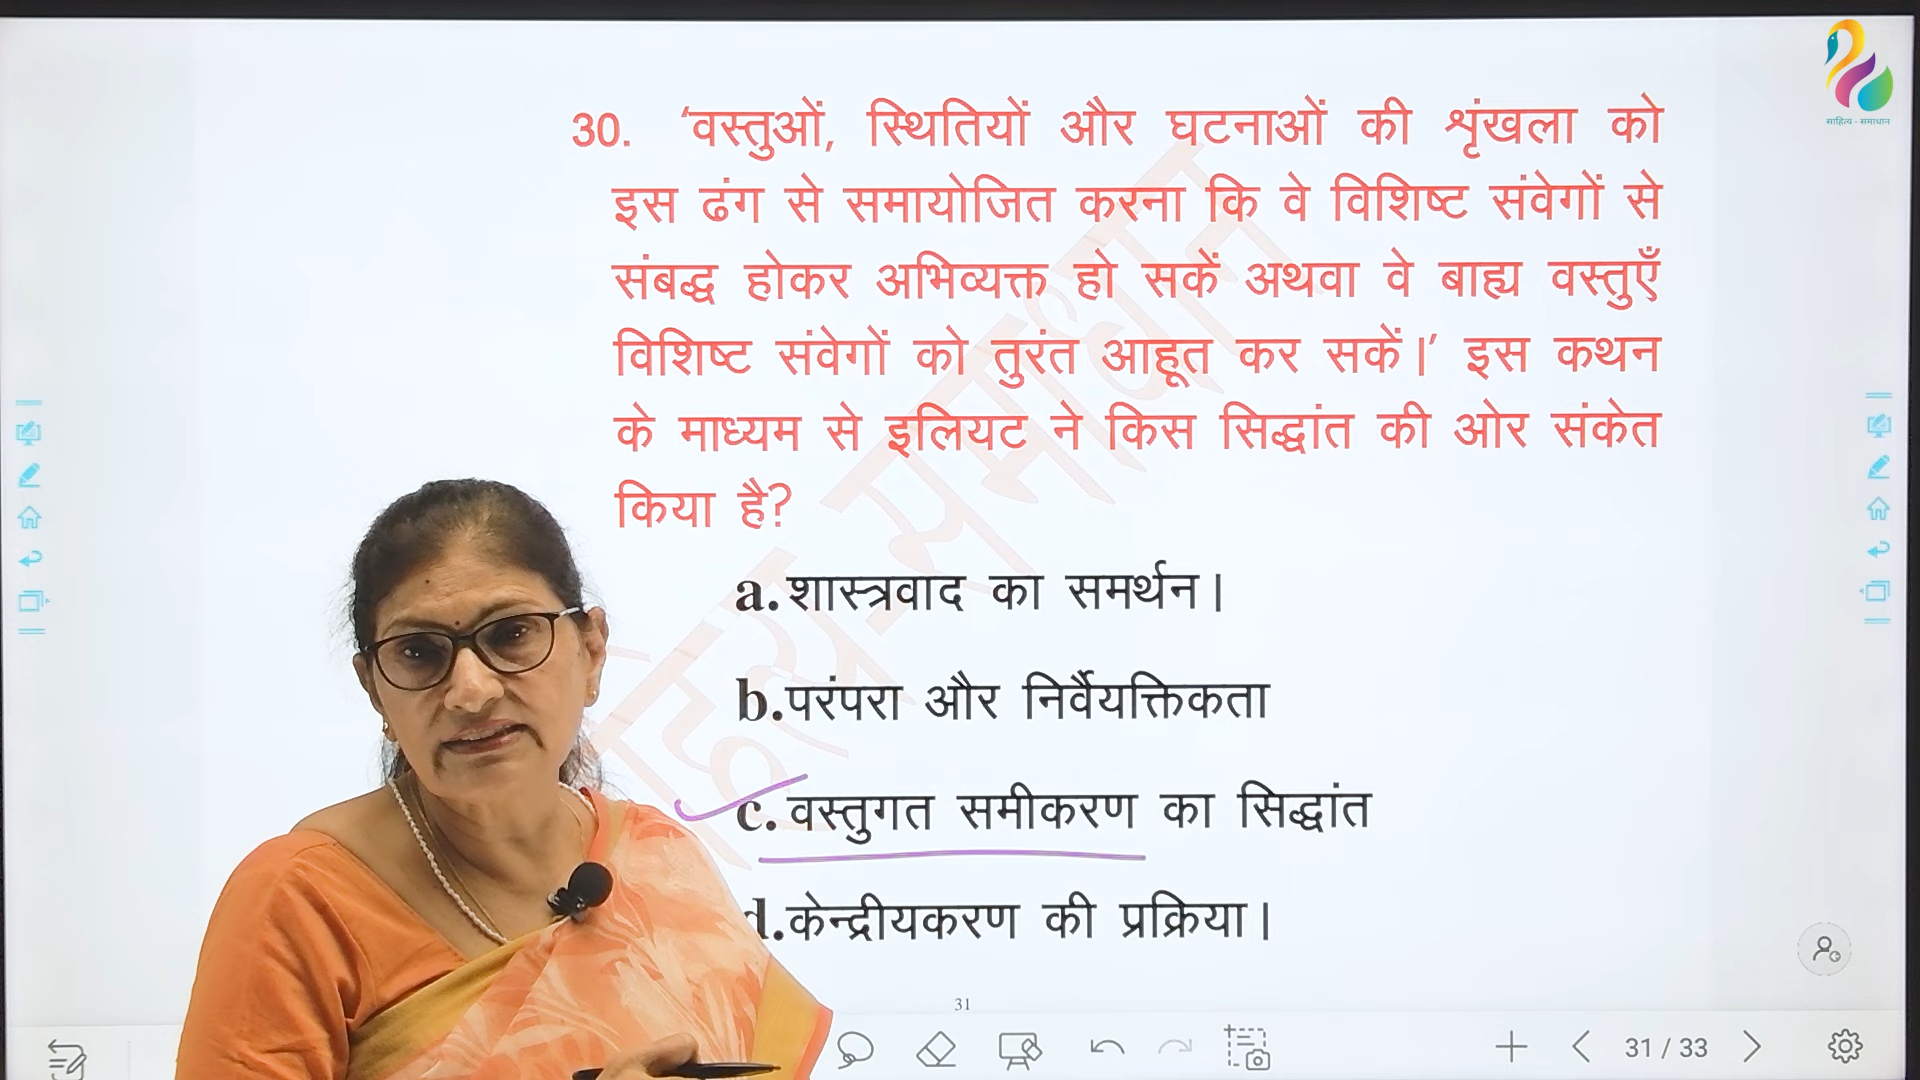 साहित्य - समाधान
30. ‘वस्तुओं, स्थितियों और घटनाओं की शृंखला को
इस ढंग से समायोजित करना कि वे विशिष्ट संवेगों से
संबद्ध होकर अभिव्यक्त हो सकें अथवा वे बाह्य वस्तुएँ
विशिष्ट संवेगों को तुरंत आहूत कर सकें।’ इस कथन
के माध्यम से इलियट ने किस सिद्धांत की ओर संकेत
किया है?
a. शास्त्रवाद का समर्थन।
b. परंपरा और निर्वैयक्तिकता
c. वस्तुगत समीकरण का सिद्धांत
d. केन्द्रीयकरण की प्रक्रिया।
साहित्य समाधान
31
31 / 33